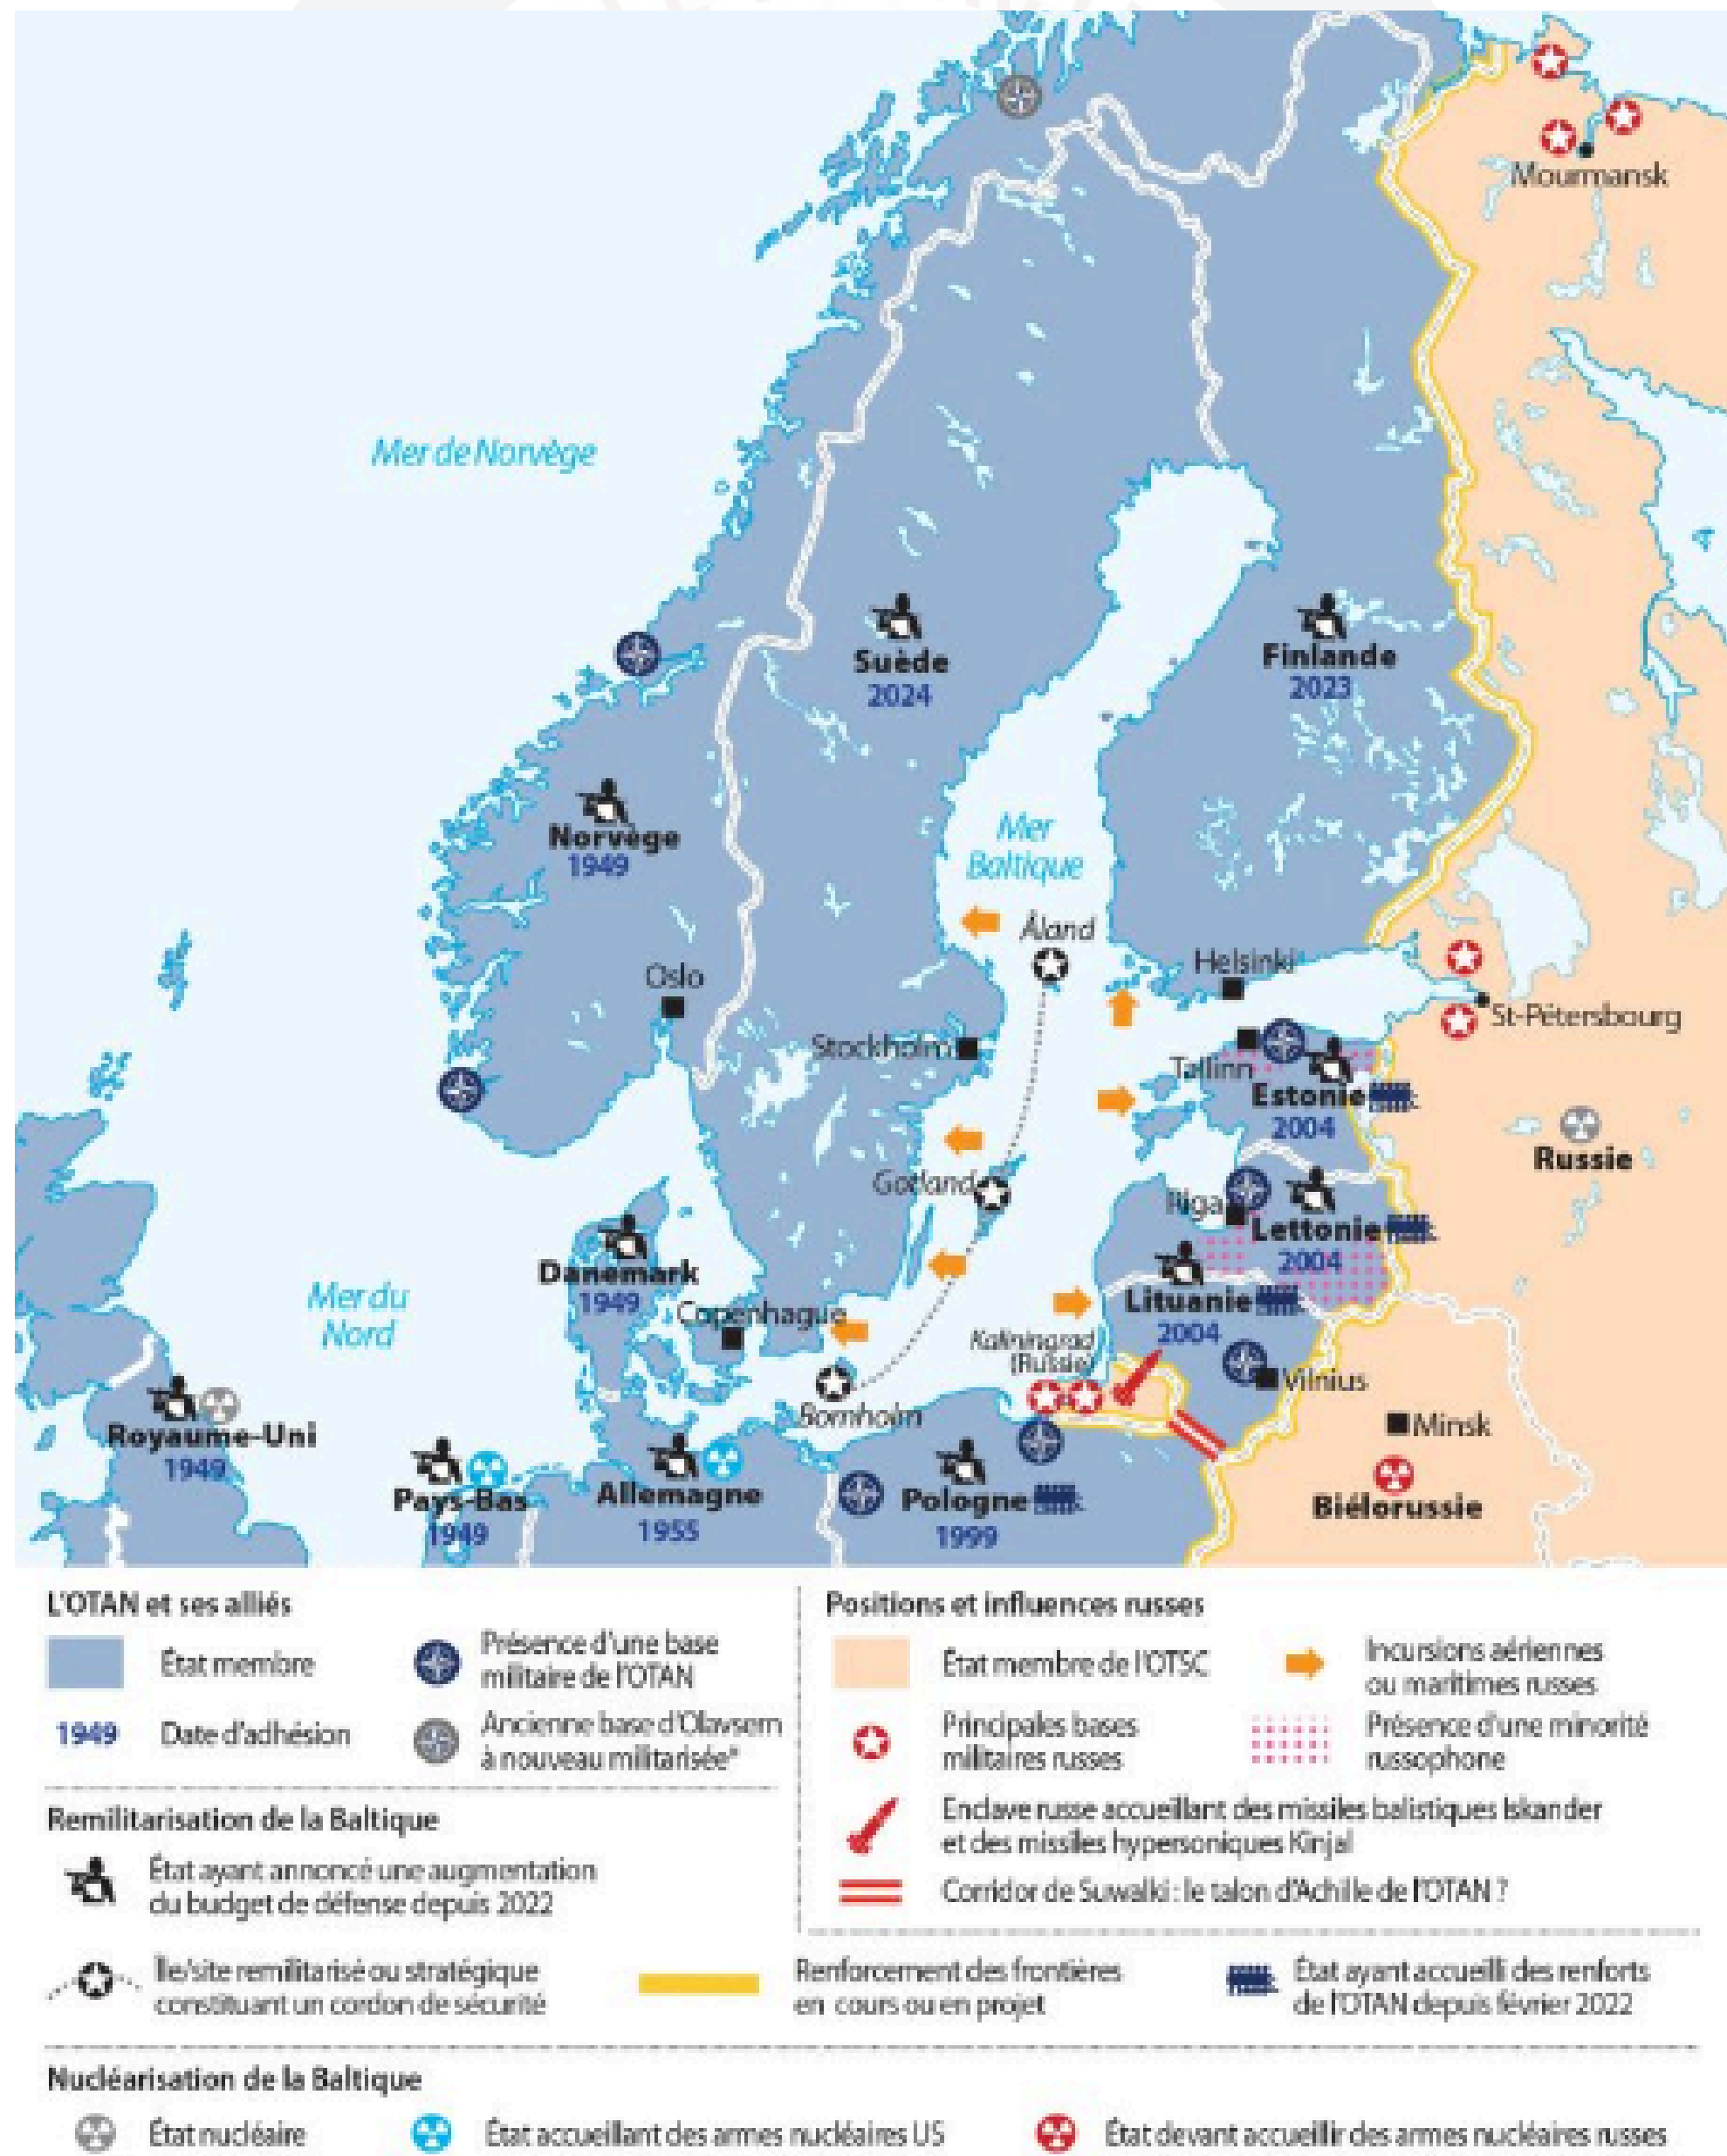 Mourmansk
Mer de Norvège
Suède
2024
Finlande
2023
Norvège
1949
Mer
Baltique
Åland
Oslo
Helsinki
St-Pétersbourg
Stockholm
Tallinn
Estonie
2004
Russie
Gotland
Riga
Lettonie
2004
Danemark
1949
Mer du
Nord
Copenhague
Lituanie
2004
Kaliningrad
(Russie)
Vilnius
Bornholm
Minsk
Royaume-Uni
1949
Pays-Bas
1949
Allemagne
1955
Pologne
1999
Biélorussie
L'OTAN et ses alliés
État membre
Présence d'une base
militaire de l'OTAN
1949
Date d'adhésion
Ancienne base d'Olavsern
à nouveau militarisée*
Remilitarisation de la Baltique
État ayant annoncé une augmentation
du budget de défense depuis 2022
Positions et influences russes
État membre de l'OTSC
Incursions aériennes
ou maritimes russes
Principales bases
militaires russes
Présence d'une minorité
russophone
Enclave russe accueillant des missiles balistiques Iskander
et des missiles hypersoniques Kinjal
Corridor de Suwalki : le talon d'Achille de l'OTAN ?
Île/site remilitarisé ou stratégique
constituant un cordon de sécurité
Renforcement des frontières
en cours ou en projet
État ayant accueilli des renforts
de l'OTAN depuis février 2022
Nucléarisation de la Baltique
État nucléaire
État accueillant des armes nucléaires US
État devant accueillir des armes nucléaires russes